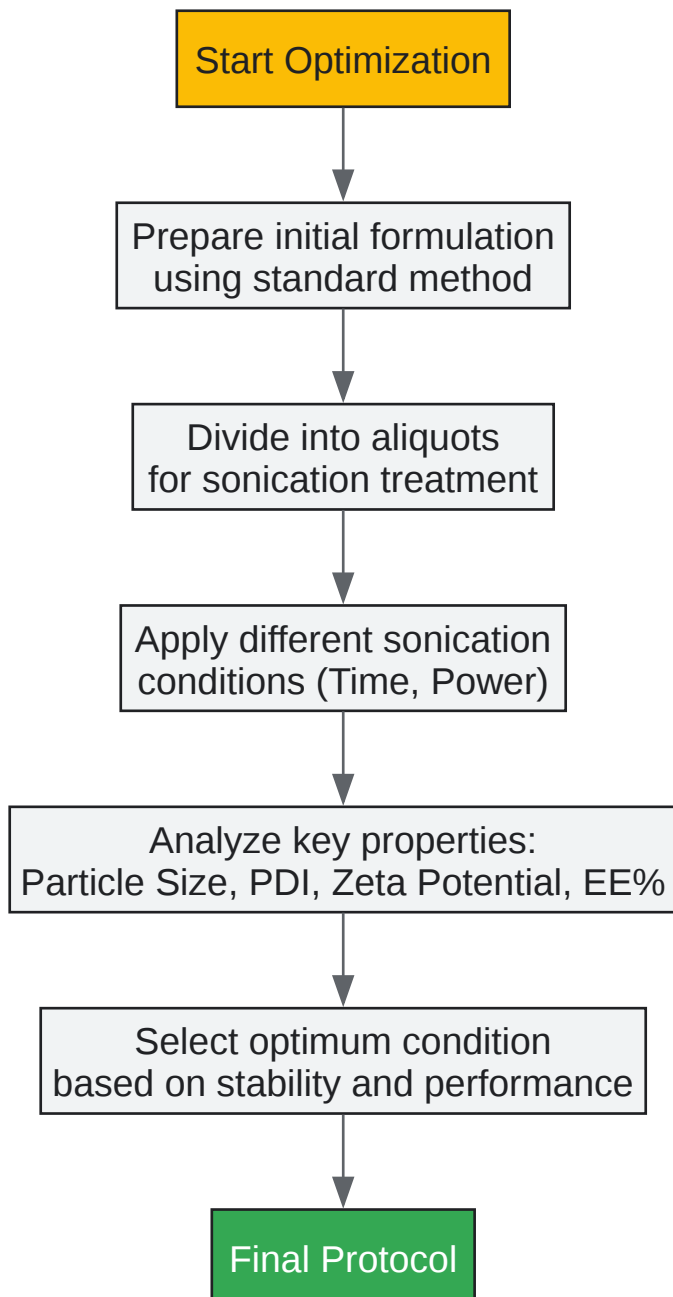 Start Optimization
Prepare initial formulation
using standard method
Divide into aliquots
for sonication treatment
Apply different sonication
conditions (Time, Power)
Analyze key properties:
Particle Size, PDI, Zeta Potential, EE%
Select optimum condition
based on stability and performance
Final Protocol